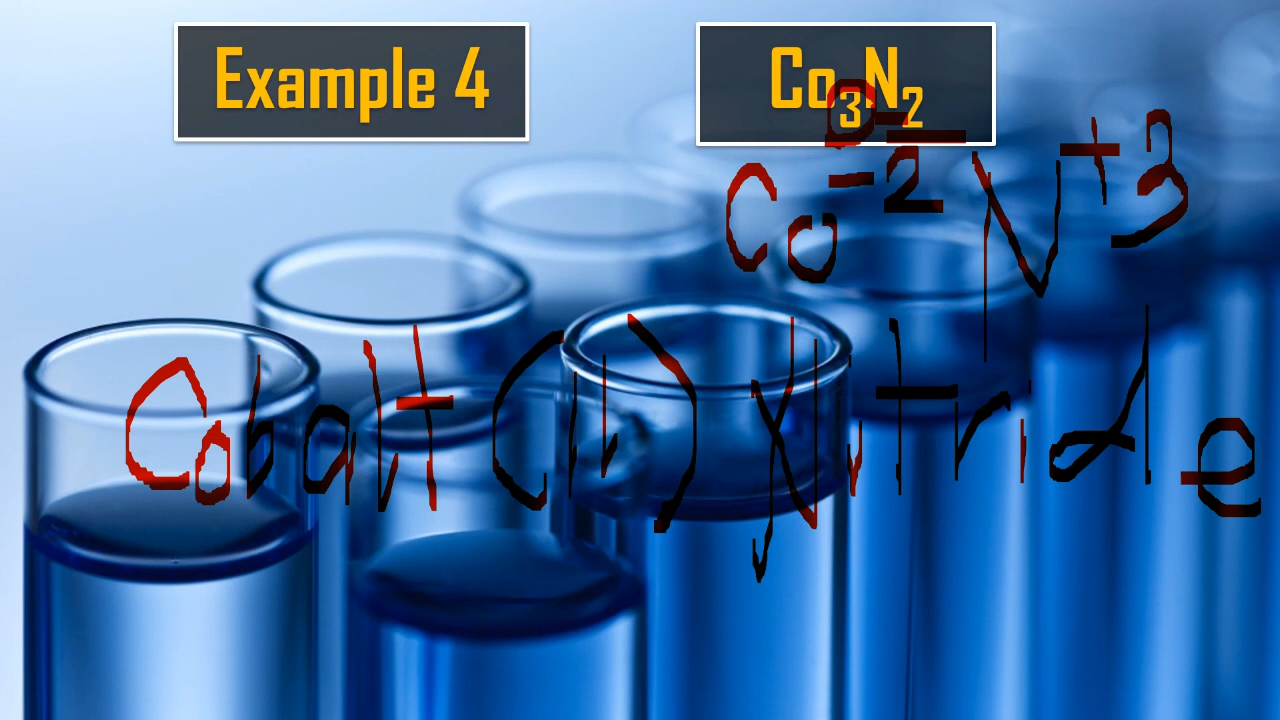 Example 4
Co₃N₂
Co⁻² N⁺³
Cobalt (II) Nitride